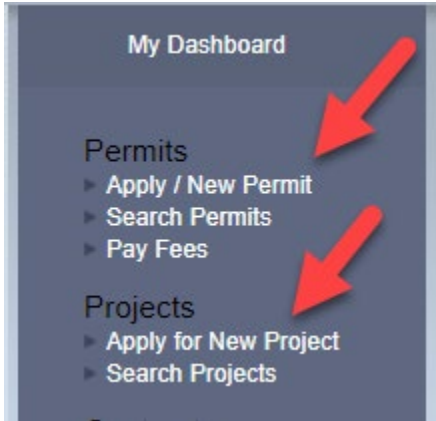 My Dashboard
Permits
Apply / New Permit
Search Permits
Pay Fees
Projects
Apply for New Project
Search Projects